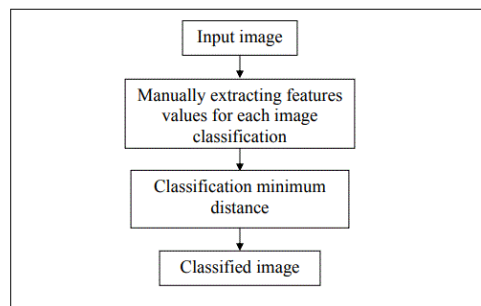 Input image
Manually extracting features
values for each image
classification
Classification minimum
distance
Classified image